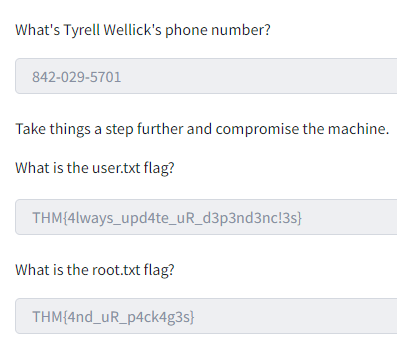 What's Tyrell Wellick's phone number?
842-029-5701
Take things a step further and compromise the machine.
What is the user.txt flag?
THM{4lways_upd4te_uR_d3p3nd3nc!3s}
What is the root.txt flag?
THM{4nd_uR_p4ck4g3s}